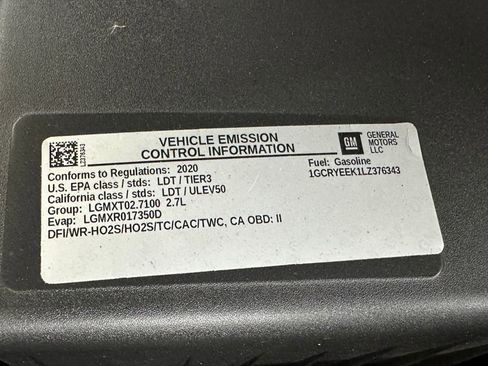 LZ376343
VEHICLE EMISSION
CONTROL INFORMATION
GM
GENERAL
MOTORS
LLC
Conforms to Regulations: 2020
Fuel: Gasoline
U.S. EPA class / stds: LDT / TIER3
1GCRYEEK1LZ376343
California class / stds: LDT / ULEV50
Group: LGMXT02.7100 2.7L
Evap: LGMXR017350D
DFI/WR-HO2S/HO2S/TC/CAC/TWC, CA OBD: II